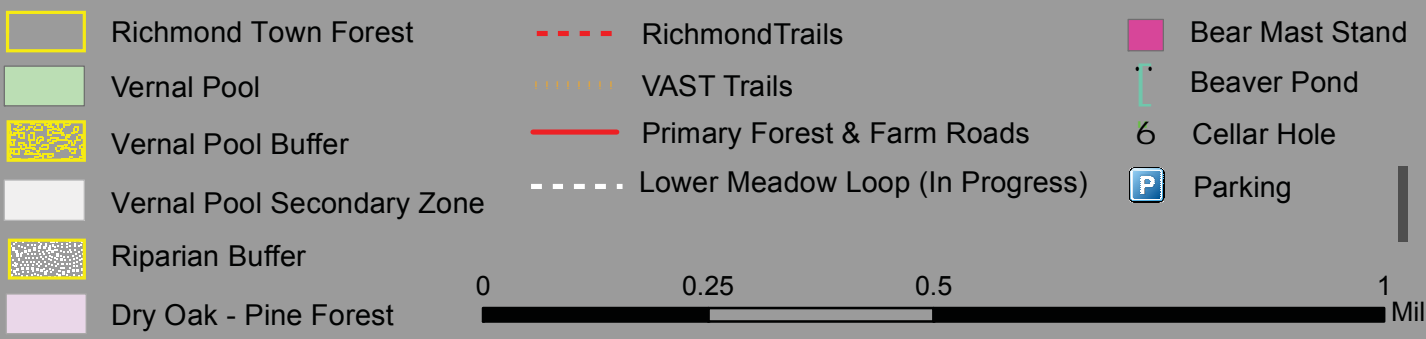 Richmond Town Forest
Vernal Pool
Vernal Pool Buffer
Vernal Pool Secondary Zone
Riparian Buffer
Dry Oak - Pine Forest
RichmondTrails
VAST Trails
Primary Forest & Farm Roads
Lower Meadow Loop (In Progress)
Bear Mast Stand
Beaver Pond
6 Cellar Hole
P Parking
0 0.25 0.5 1
Mil